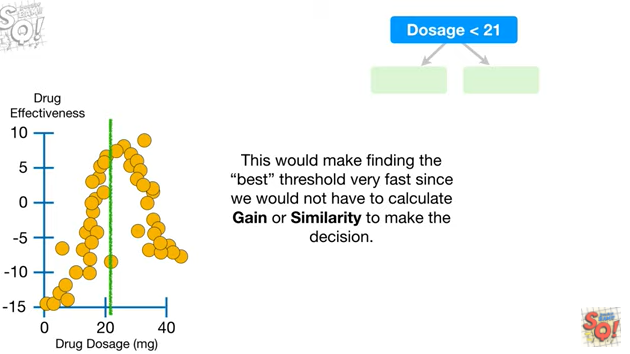 Dosage < 21
Drug
Effectiveness
10
5
0
-5
-10
-15
0
20
40
Drug Dosage (mg)
This would make finding the
“best” threshold very fast since
we would not have to calculate
Gain or Similarity to make the
decision.
SQ!
SQ!